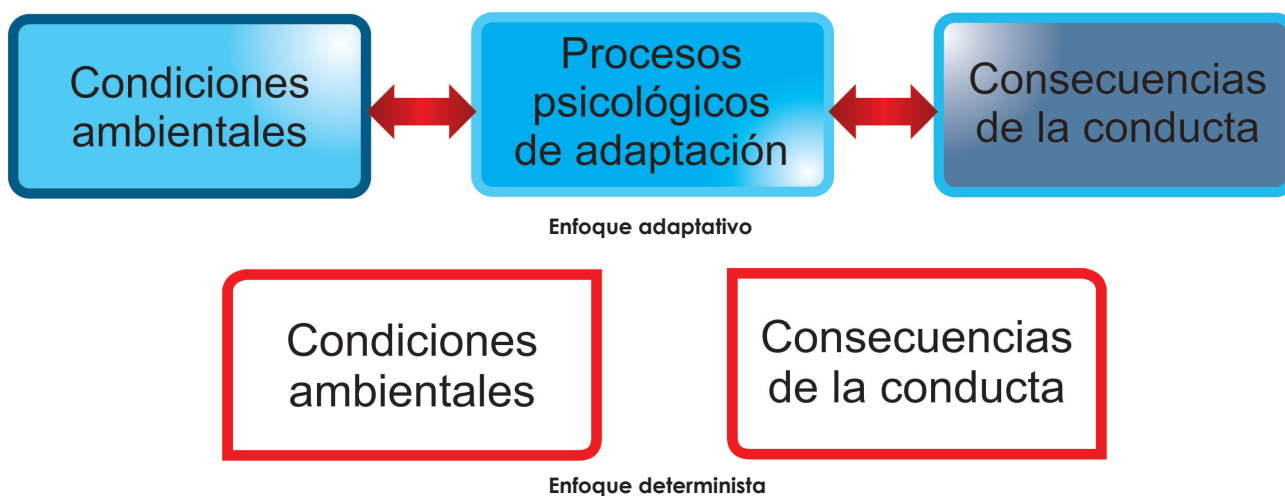 Condiciones
ambientales
Procesos
psicológicos
de adaptación
Consecuencias
de la conducta
Enfoque adaptativo
Condiciones
ambientales
Consecuencias
de la conducta
Enfoque determinista